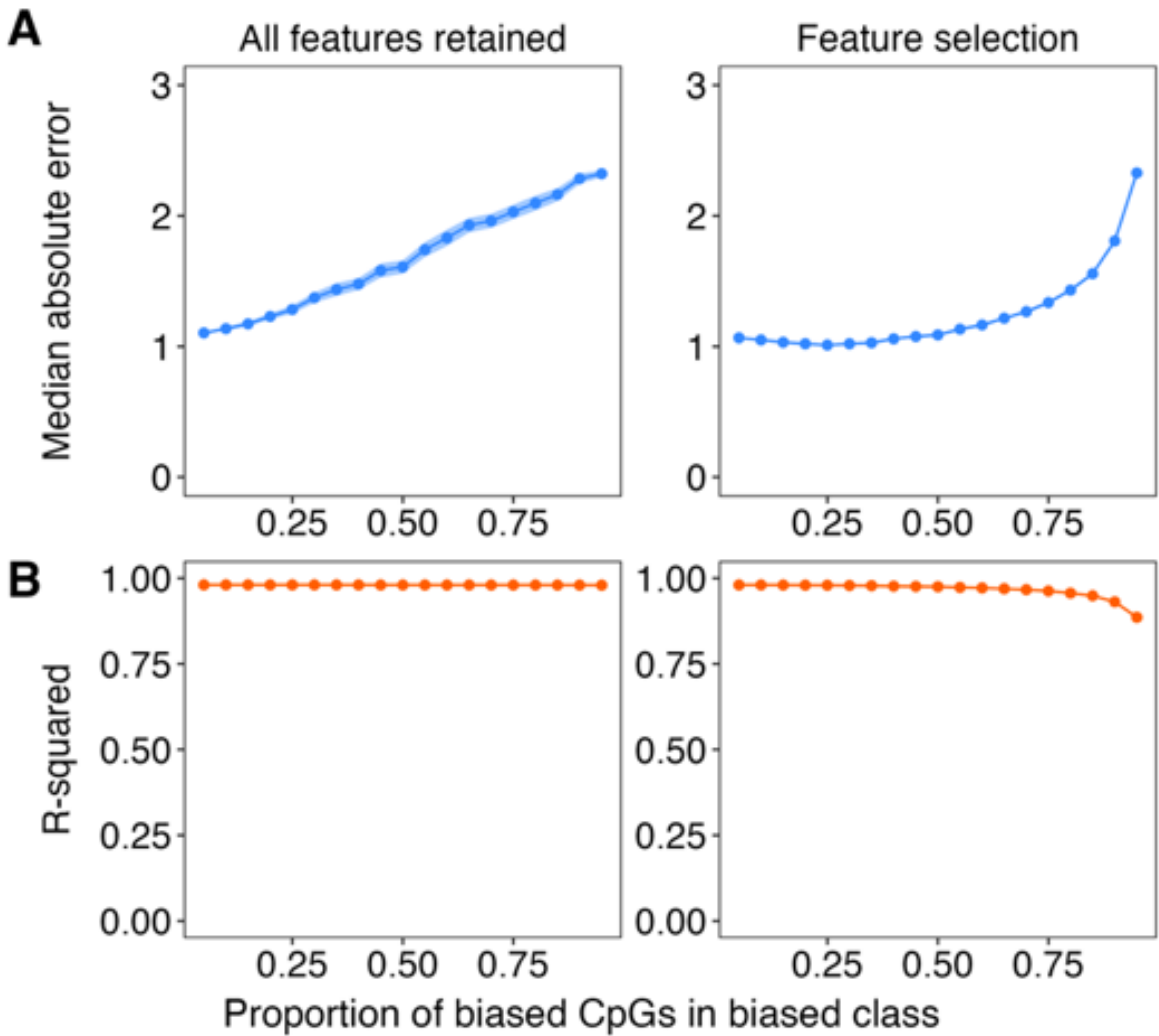 A
All features retained
Feature selection
Median absolute error
3
2
1
0
0.25 0.50 0.75
3
2
1
0
0.25 0.50 0.75
B
R-squared
1.00
0.75
0.50
0.25
0.00
0.25 0.50 0.75
1.00
0.75
0.50
0.25
0.00
0.25 0.50 0.75
Proportion of biased CpGs in biased class